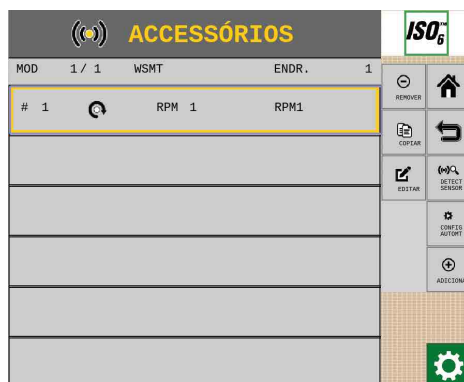 ACCESSÓRIOS
ISO6™
MOD 1/ 1 WSMT ENDR. 1
# 1 RPM 1 RPM1
REMOVER
COPIAR
EDITAR
DETECT
SENSOR
CONFIG
AUTOMT
ADICIONA